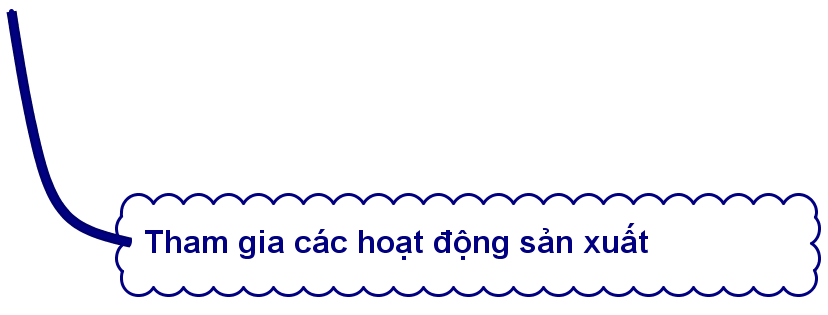 Tham gia các hoạt động sản xuất